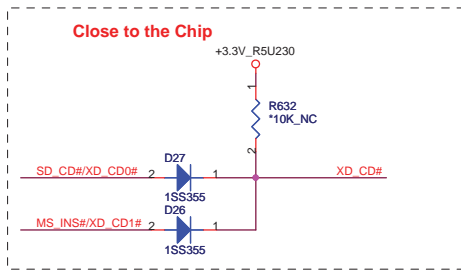 Close to the Chip
+3.3V_R5U230
1
R632
*10K_NC
2
D27
SD_CD#/XD_CD0# 2 1 XD_CD#
1SS355
D26
MS_INS#/XD_CD1# 2 1
1SS355